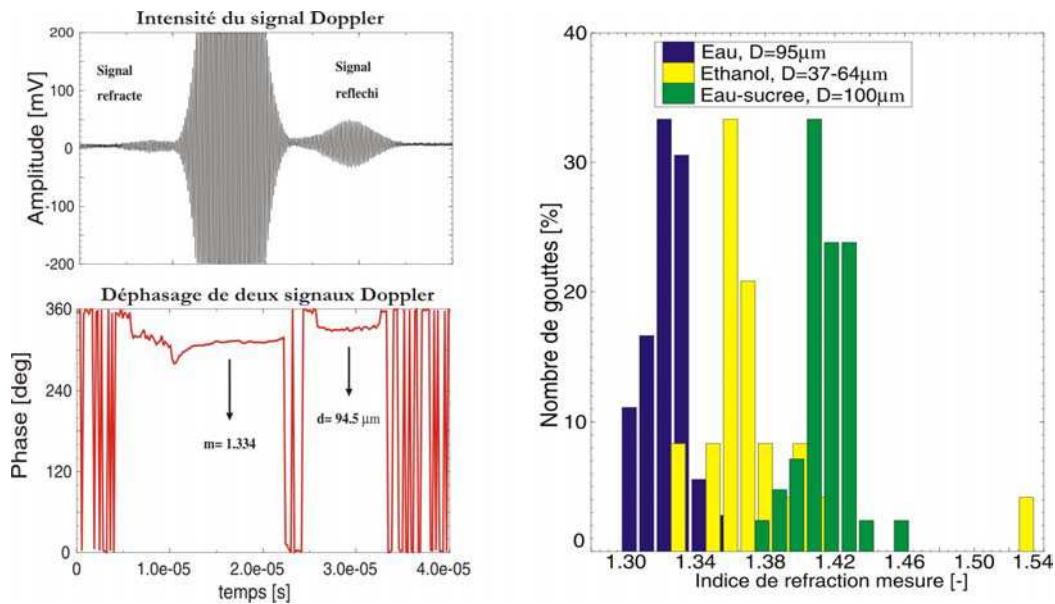 Intensité du signal Doppler
200
100
0
-100
-200
Amplitude [mV]
Signal
refracte
Signal
reflechi
Déphasage de deux signaux Doppler
360
240
120
0
Phase [deg]
m= 1.334
d= 94.5 µm
0 1.0e-05 2.0e-05 3.0e-05 4.0e-05
temps [s]
40
30
20
10
0
Nombre de gouttes [%]
Eau, D=95µm
Ethanol, D=37-64µm
Eau-sucree, D=100µm
1.30 1.34 1.38 1.42 1.46 1.50 1.54
Indice de refraction mesure [-]